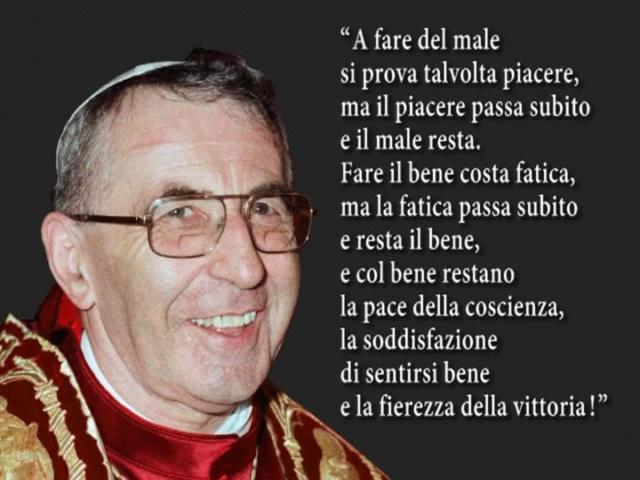 “A fare del male
si prova talvolta piacere,
ma il piacere passa subito
e il male resta.
Fare il bene costa fatica,
ma la fatica passa subito
e resta il bene,
e col bene restano
la pace della coscienza,
la soddisfazione
di sentirsi bene
e la fierezza della vittoria!”